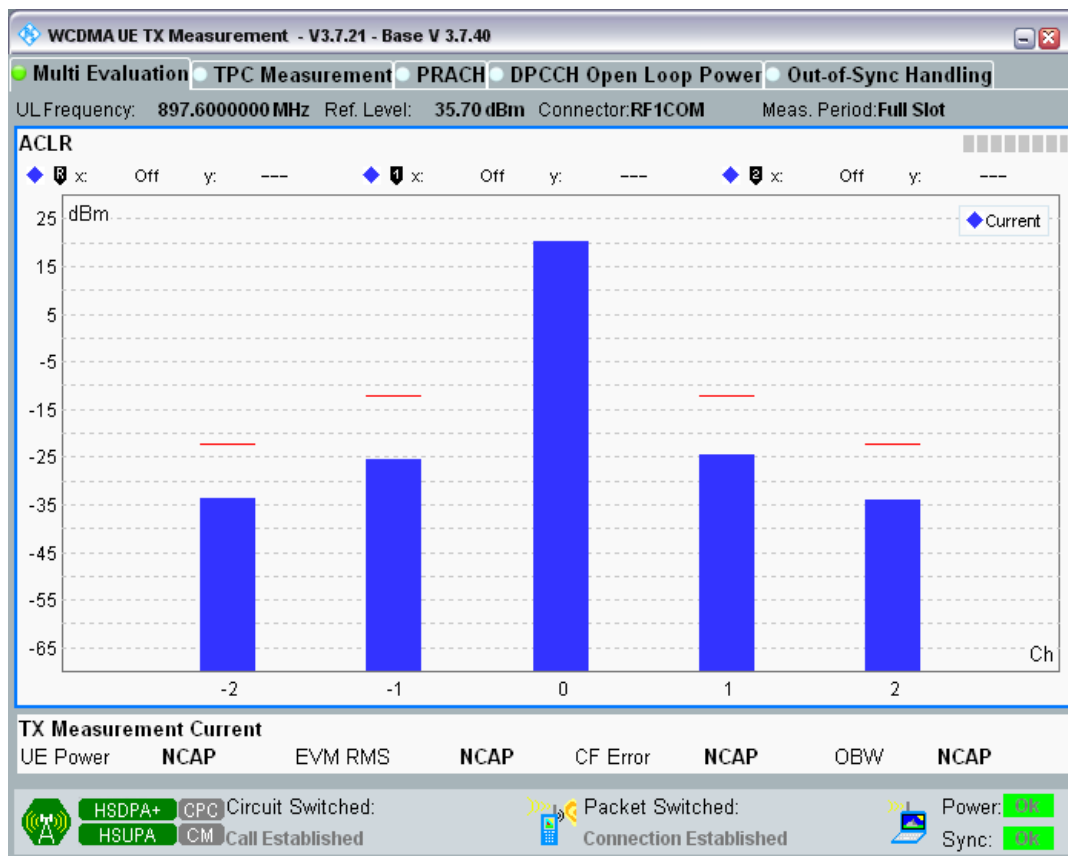 WCDMA UE TX Measurement - V3.7.21 - Base V 3.7.40
Multi Evaluation TPC Measurement PRACH DPCCH Open Loop Power Out-of-Sync Handling
UL Frequency: 897.6000000 MHz Ref. Level: 35.70 dBm Connector:RF1COM Meas. Period:Full Slot
ACLR
R x: Off y: --- 1 x: Off y: --- 2 x: Off y: ---
dBm
Current
25
15
5
-5
-15
-25
-35
-45
-55
-65
Ch
-2 -1 0 1 2
TX Measurement Current
UE Power NCAP EVM RMS NCAP CF Error NCAP OBW NCAP
HSDPA+ CPC Circuit Switched: Packet Switched: Power: OK
HSUPA CM Call Established Connection Established Sync: OK